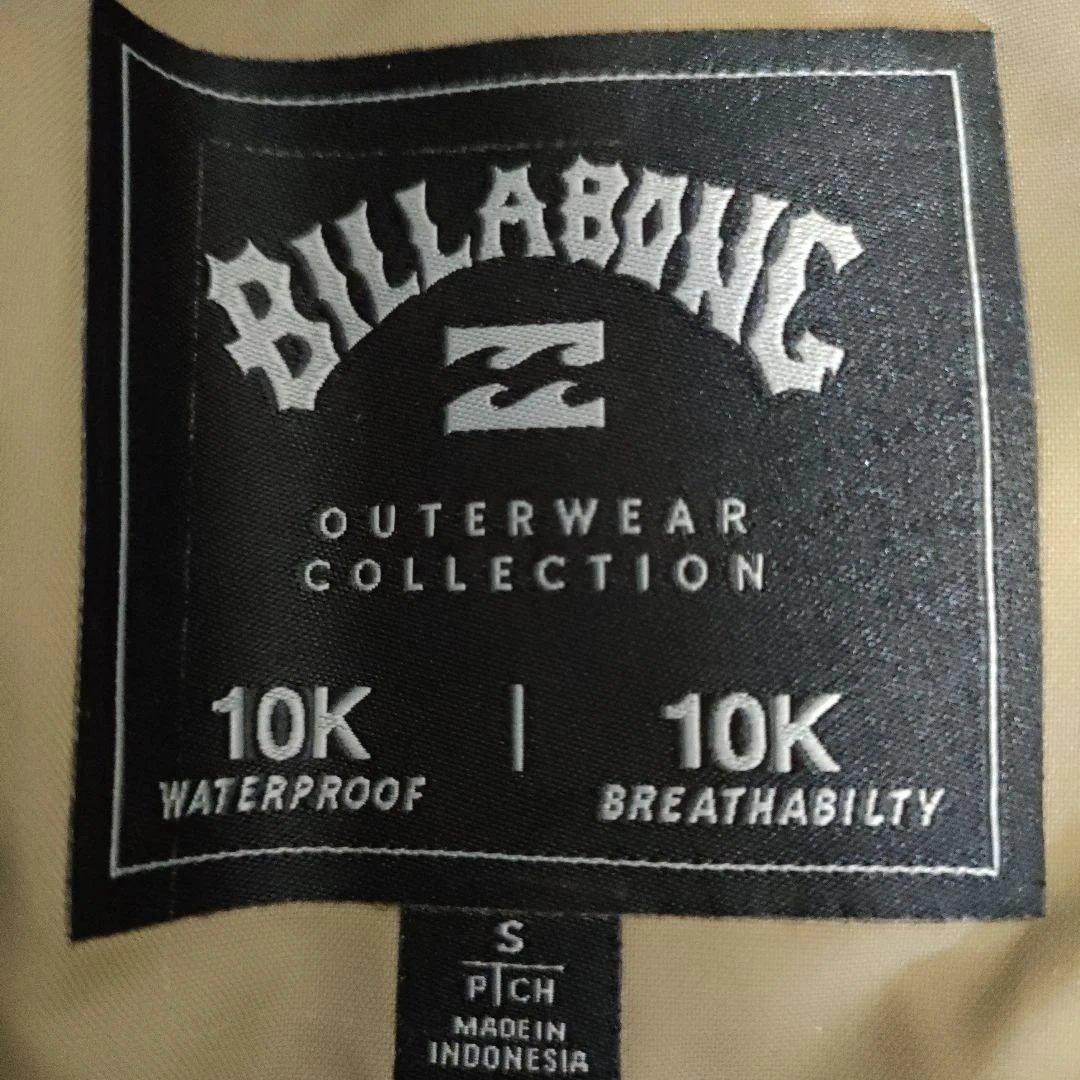 BILLABONG
OUTERWEAR
COLLECTION
10K | 10K
WATERPROOF BREATHABILTY
S
P CH
MADE IN
INDONESIA